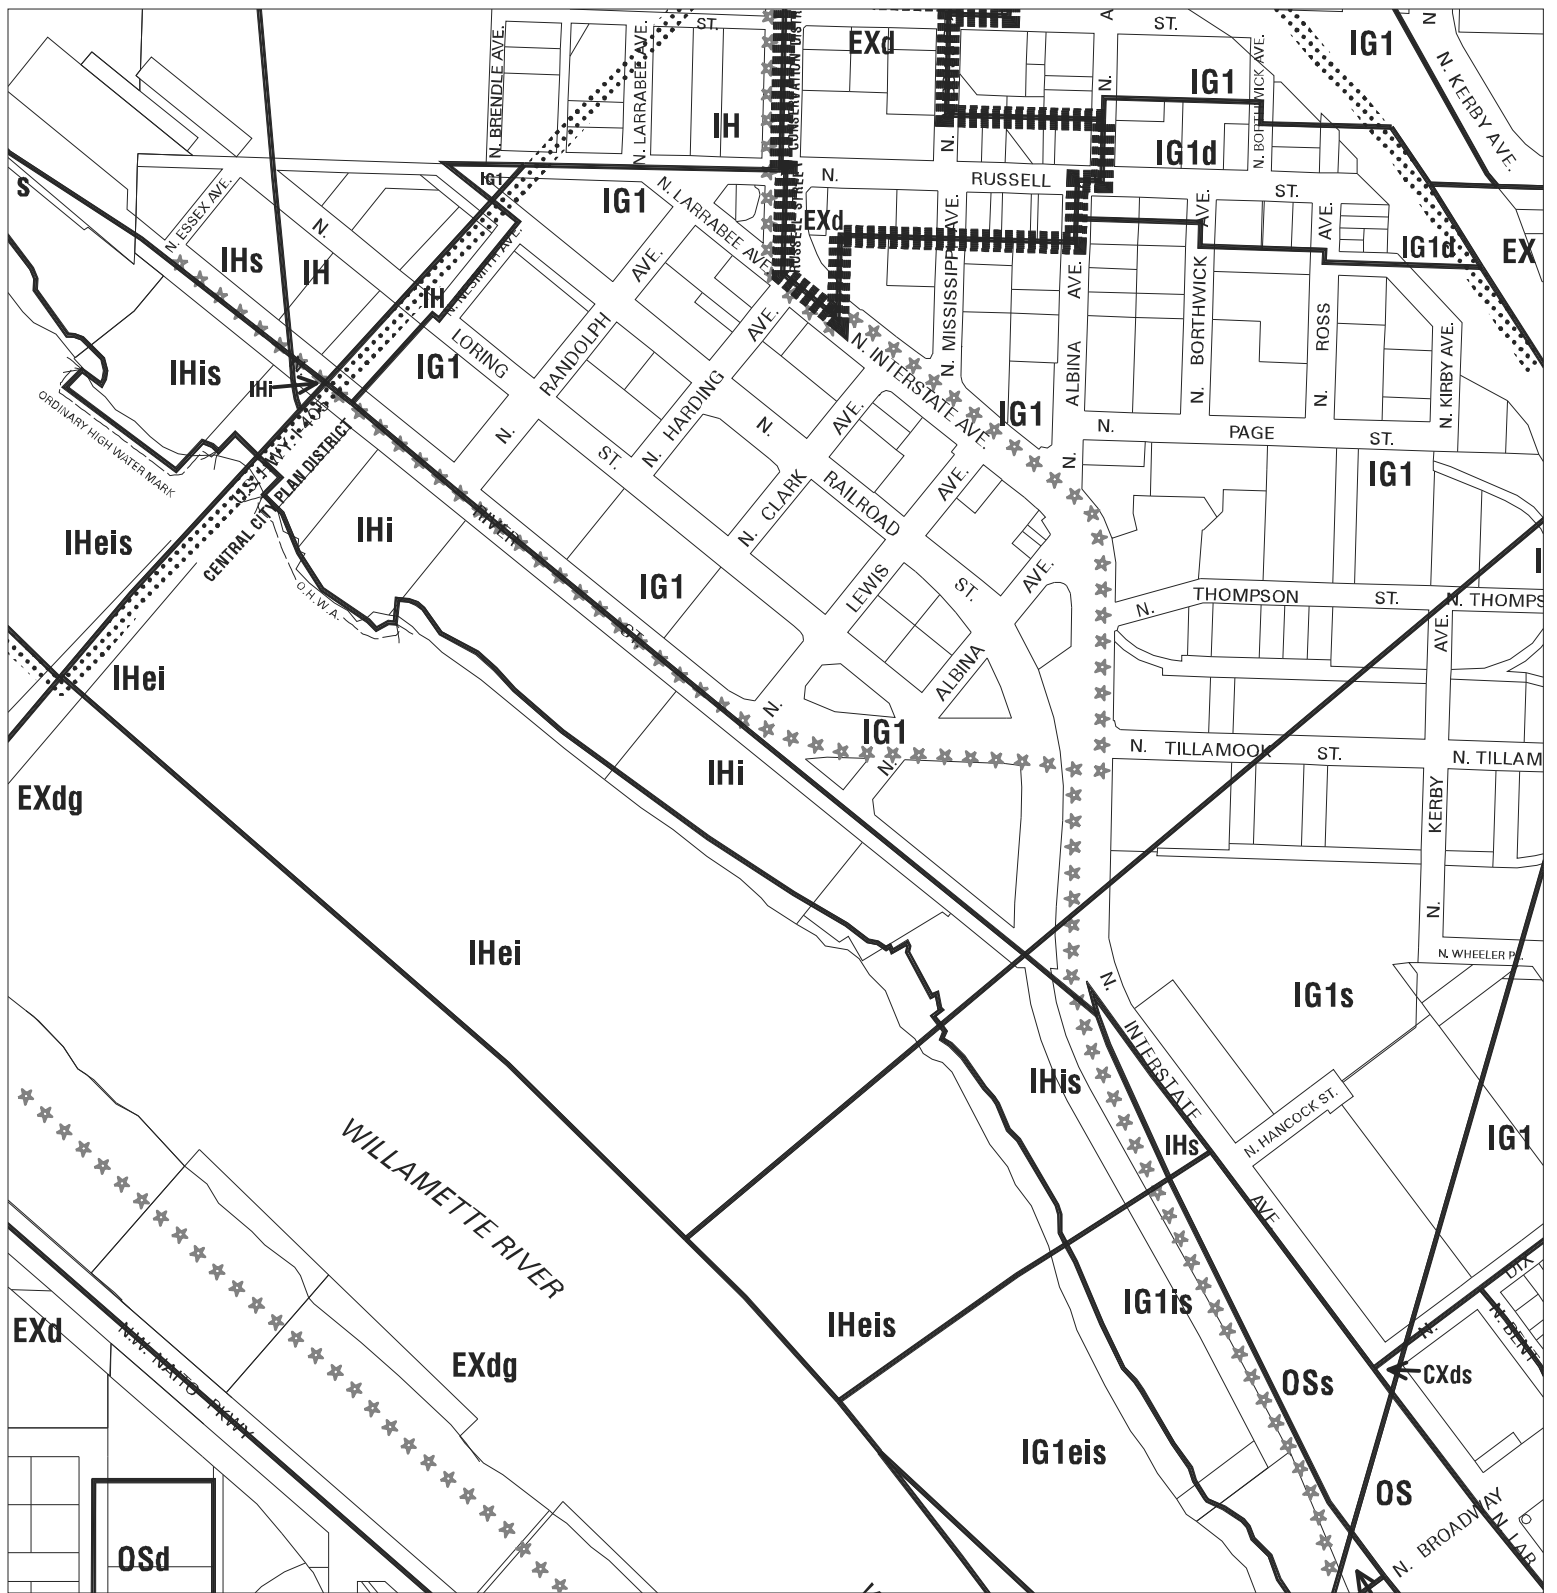 ST.
ST.
N. BRENDLE AVE.
N. LARRABEE AVE.
EXd
IG1
IG1
N. KERBY AVE.
IH
N. BORTHWICK AVE.
N.
N.
IG1d
IG1
N.
RUSSELL
ST.
S
N. ESSEX AVE.
N.
IHs
IH
IG1
N. LARRABEE AVE.
EXd
N. MISSISSIPPI AVE.
AVE.
AVE.
IG1d
EX
IH
N. NESMITH AVE.
AVE.
AVE.
ALBINA
N. BORTHWICK
N. ROSS
N. KIRBY AVE.
LORING
RANDOLPH
IG1
IHis
IHi
N. INTERSTATE AVE.
IG1
ORDINARY HIGH WATER MARK
N.
ST.
N. HARDING
N.
AVE.
N.
PAGE
ST.
N.
IG1
CENTRAL CITY PLAN DISTRICT
N. CLARK
RAILROAD
AVE.
IHeis
IHi
RIVER
O.H.W.A.
IG1
LEWIS
ST.
AVE.
N.
THOMPSON
ST.
N. THOMPS
AVE.
ST.
ALBINA
IHei
N.
IG1
N.
TILLAMOOK
ST.
N. TILLAM
N.
IHi
EXdg
N. KERBY
IHei
N. WHEELER PL.
IG1s
N. INTERSTATE AVE
IHis
N. HANCOCK ST.
IHs
IG1
WILLAMETTE RIVER
N. DIX
IG1is
IHeis
N. BENT
EXd
N.W. NAITO PKWY
EXdg
CXds
OSs
IG1eis
OS
N. BROADWAY
N. LAR
OSd